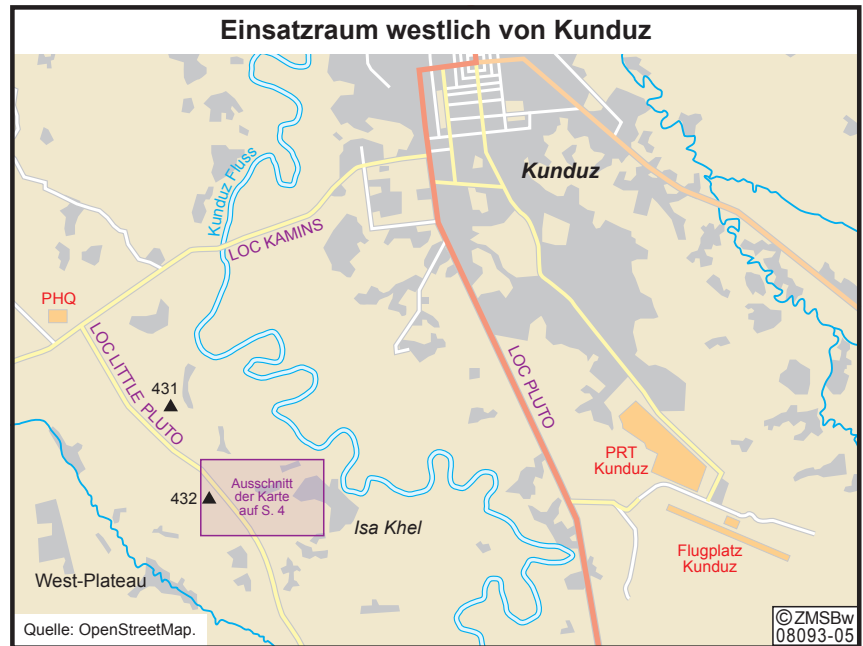 Einsatzraum westlich von Kunduz
Kunduz Fluss
Kunduz
LOC KAMINS
PHQ
LOC LITTLE PLUTO
431
LOC PLUTO
PRT
Kunduz
432
Ausschnitt
der Karte
auf S. 4
Isa Khel
Flugplatz
Kunduz
West-Plateau
Quelle: OpenStreetMap.
©ZMSBw
08093-05